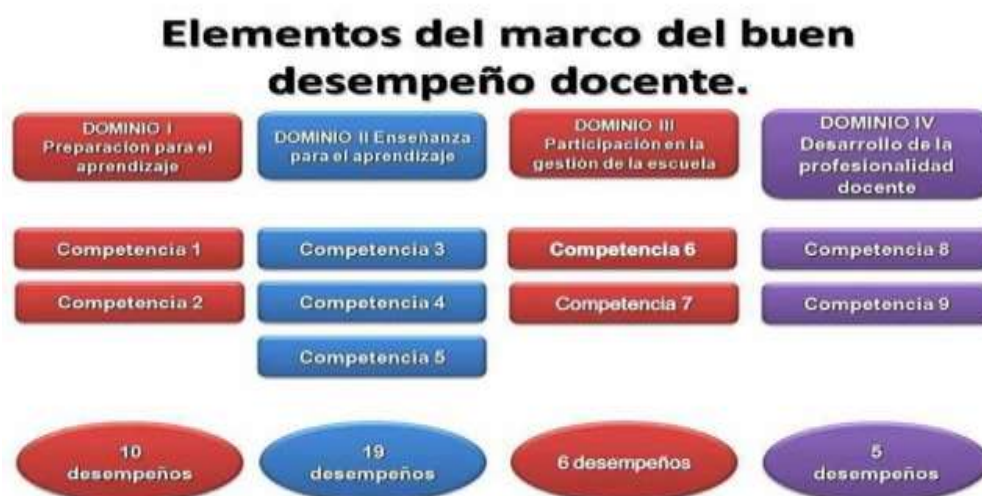 Elementos del marco del buen
desempeño docente.
DOMINIO I
Preparación para el
aprendizaje
DOMINIO II Enseñanza
para el aprendizaje
DOMINIO III
Participación en la
gestión de la escuela
DOMINIO IV
Desarrollo de la
profesionalidad
docente
Competencia 1
Competencia 3
Competencia 6
Competencia 8
Competencia 2
Competencia 4
Competencia 7
Competencia 9
Competencia 5
10
desempeños
19
desempeños
6 desempeños
5
desempeños